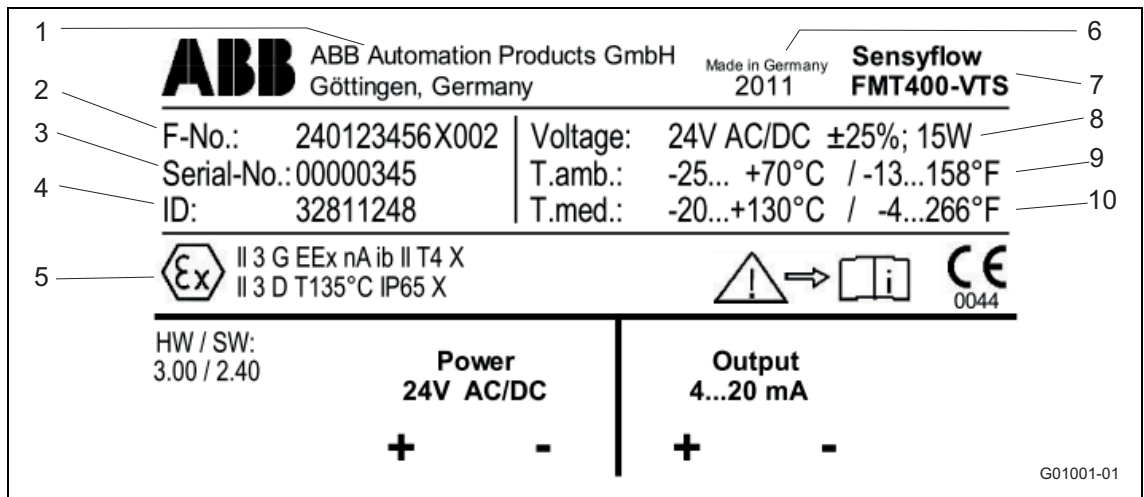 1
ABB ABB Automation Products GmbH
Göttingen, Germany
Made in Germany
2011
Sensyflow
FMT400-VTS
6
7
2
F-No.: 240123456X002
Voltage: 24V AC/DC ±25%; 15W
8
3
Serial-No.: 00000345
T.amb.: -25... +70°C / -13...158°F
9
4
ID: 32811248
T.med.: -20...+130°C / -4...266°F
10
5
Ex
II 3 G EEx nA ib II T4 X
II 3 D T135°C IP65 X
! i
CE
0044
HW / SW:
3.00 / 2.40
Power
24V AC/DC
+ -
Output
4...20 mA
+ -
G01001-01